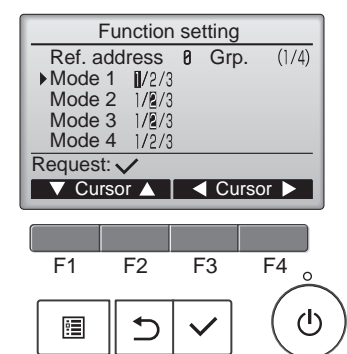 Function setting
Ref. address 0 Grp. (1/4)
▶Mode 1 1/2/3
Mode 2 1/2/3
Mode 3 1/2/3
Mode 4 1/2/3
Request: ✓
▼ Cursor ▲ ◀ Cursor ▶
F1 F2 F3 F4